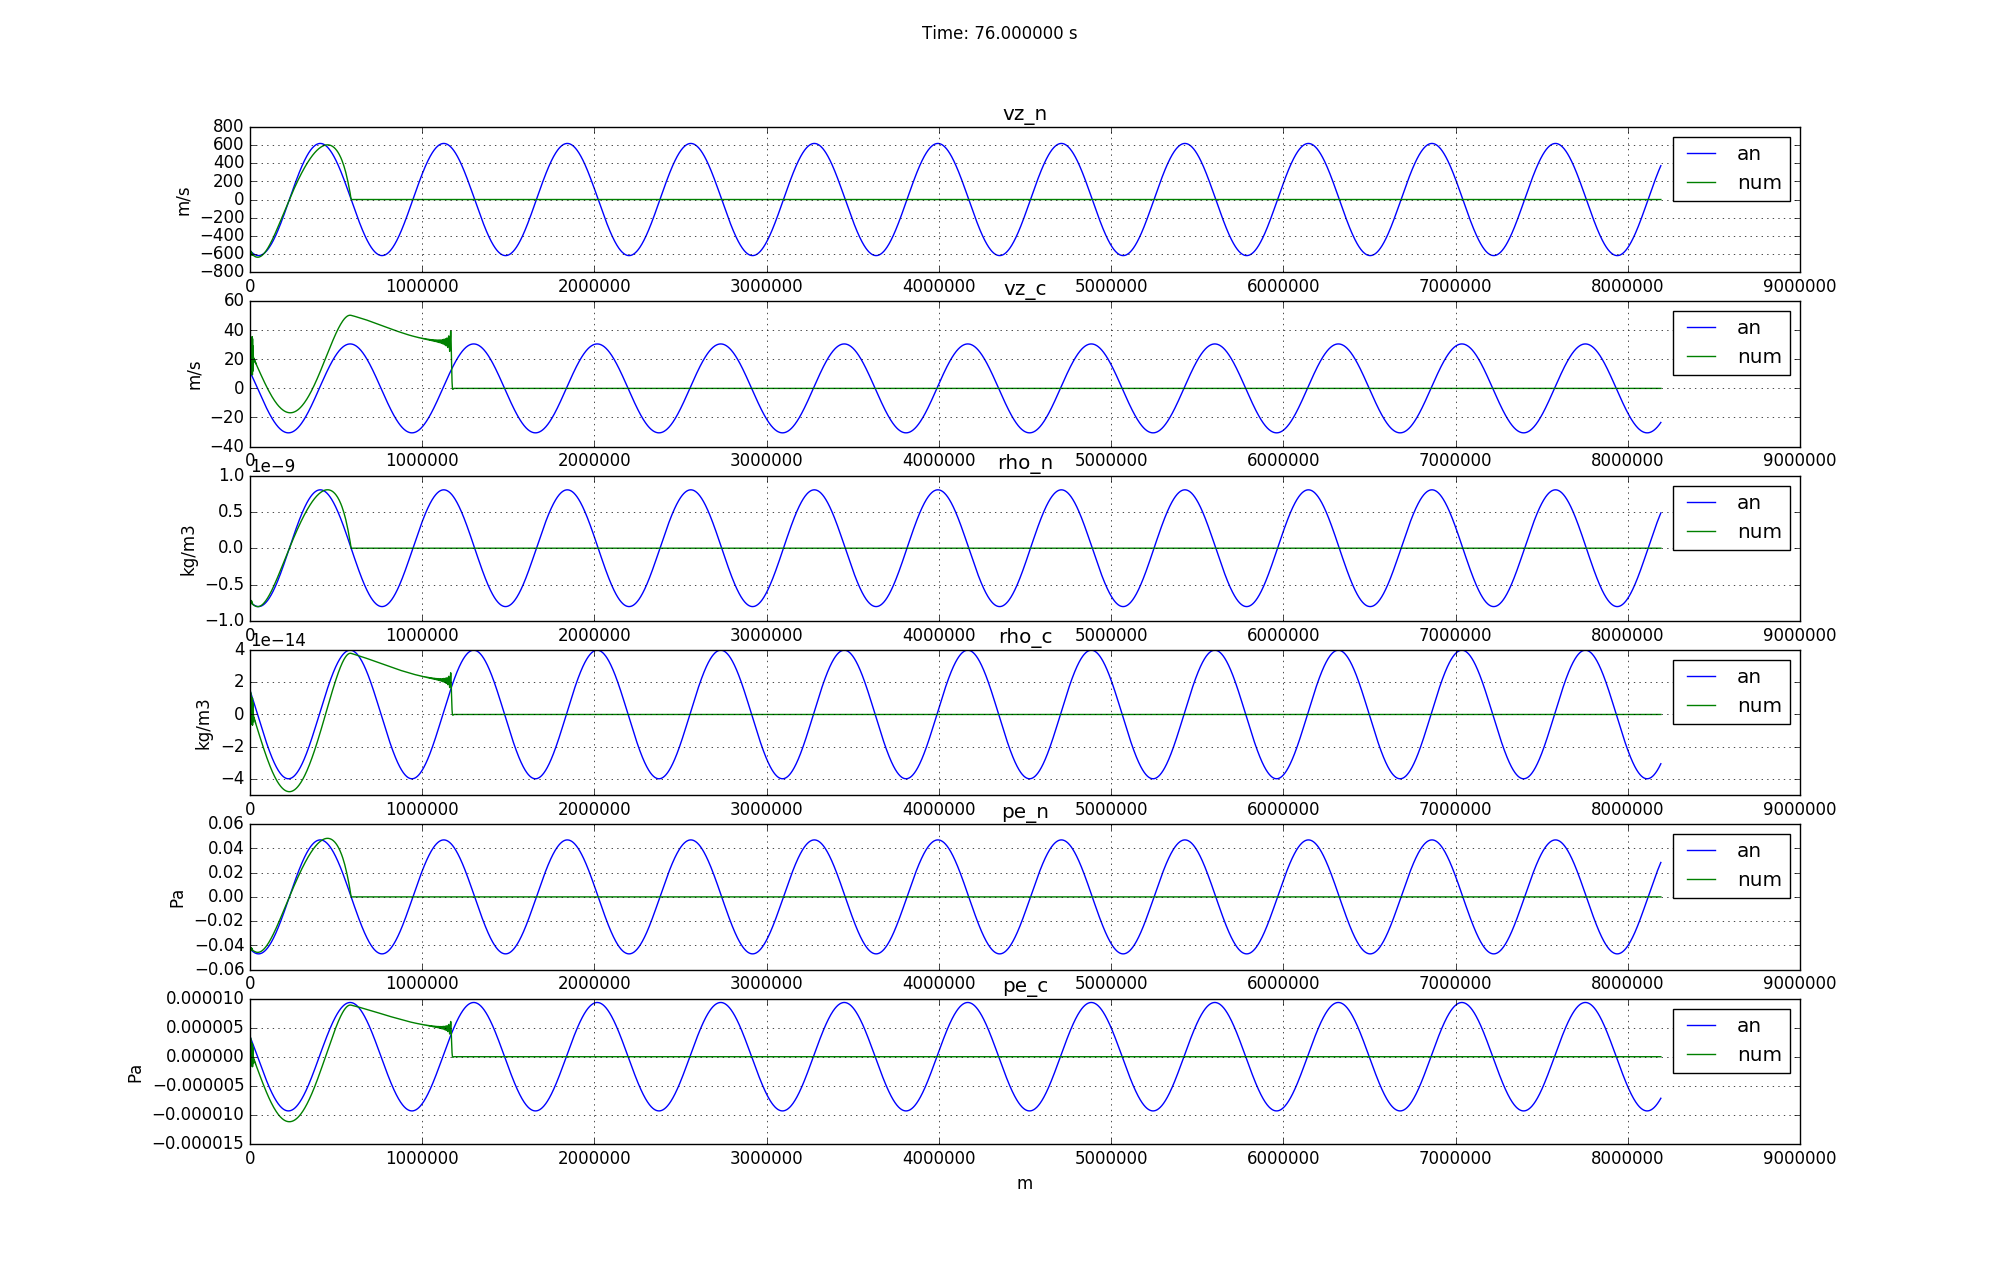 Time: 76.000000 s
vz_n
800
600
400
200
0
−200
−400
−600
−800
m/s
an
num
0 1000000 2000000 3000000 4000000 5000000 6000000 7000000 8000000 9000000
vz_c
60
40
20
0
−20
−40
m/s
an
num
0 1000000 2000000 3000000 4000000 5000000 6000000 7000000 8000000 9000000
1e−9
rho_n
1.0
0.5
0.0
−0.5
−1.0
kg/m3
an
num
0 1000000 2000000 3000000 4000000 5000000 6000000 7000000 8000000 9000000
1e−14
rho_c
4
2
0
−2
−4
kg/m3
an
num
0 1000000 2000000 3000000 4000000 5000000 6000000 7000000 8000000 9000000
pe_n
0.06
0.04
0.02
0.00
−0.02
−0.04
−0.06
Pa
an
num
0 1000000 2000000 3000000 4000000 5000000 6000000 7000000 8000000 9000000
pe_c
0.000010
0.000005
0.000000
−0.000005
−0.000010
−0.000015
Pa
an
num
0 1000000 2000000 3000000 4000000 5000000 6000000 7000000 8000000 9000000
m